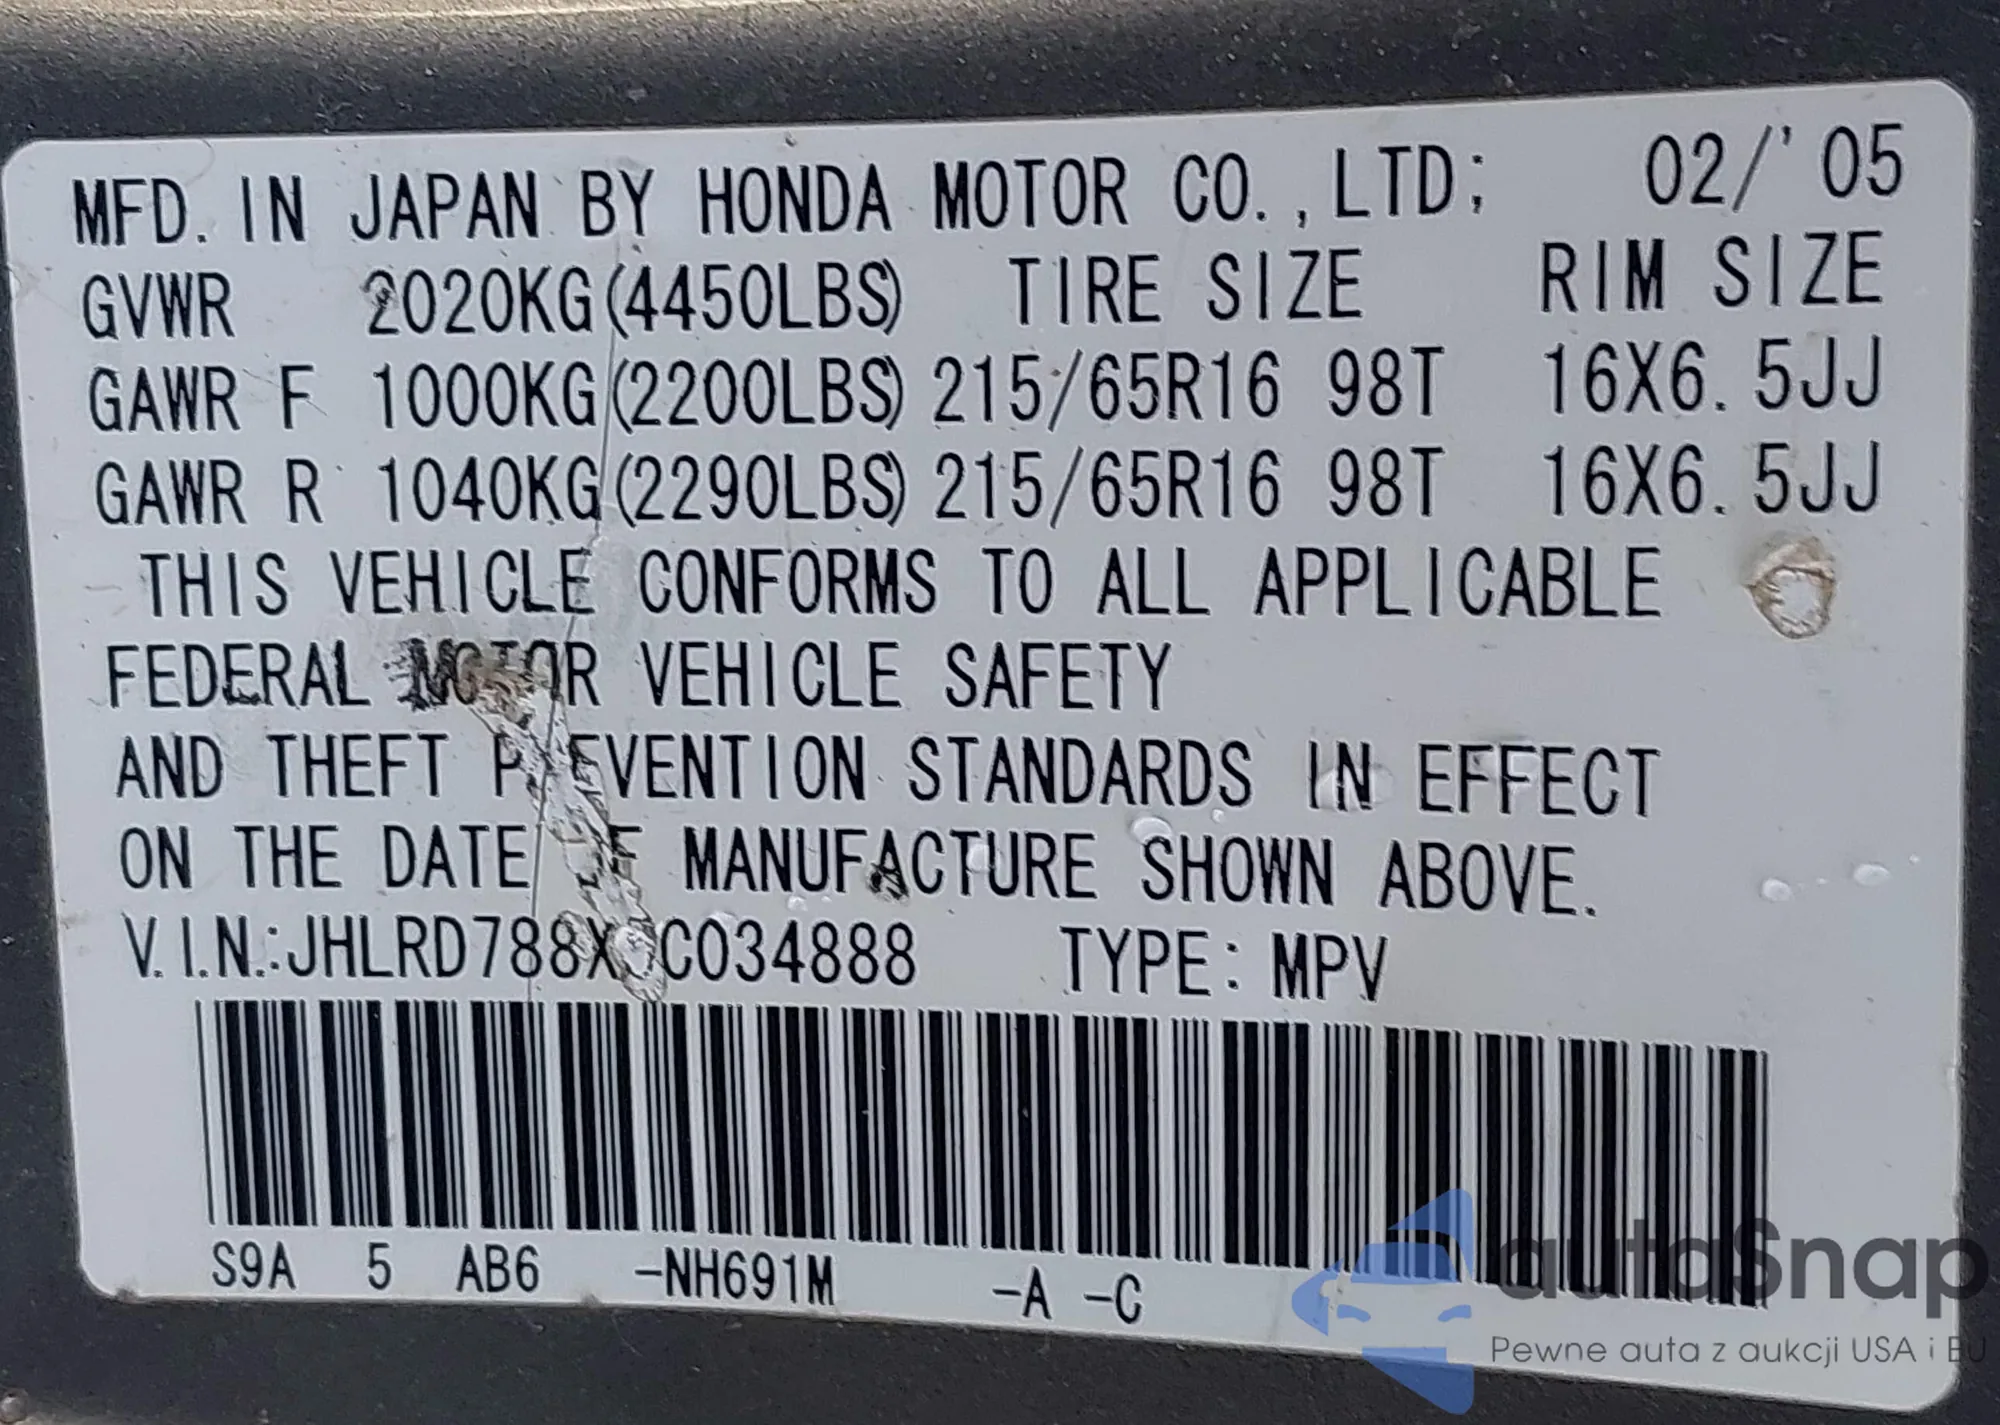 MFD. IN JAPAN BY HONDA MOTOR CO.,LTD; 02/'05
GVWR 2020KG(4450LBS) TIRE SIZE RIM SIZE
GAWR F 1000KG(2200LBS) 215/65R16 98T 16X6.5JJ
GAWR R 1040KG(2290LBS) 215/65R16 98T 16X6.5JJ
THIS VEHICLE CONFORMS TO ALL APPLICABLE
FEDERAL MOTOR VEHICLE SAFETY
AND THEFT PREVENTION STANDARDS IN EFFECT
ON THE DATE OF MANUFACTURE SHOWN ABOVE.
V.I.N.: TYPE: MPV
S9A 5 AB6 -NH691M -A -C
autoSnap
Pewne auta z aukcji USA i EU